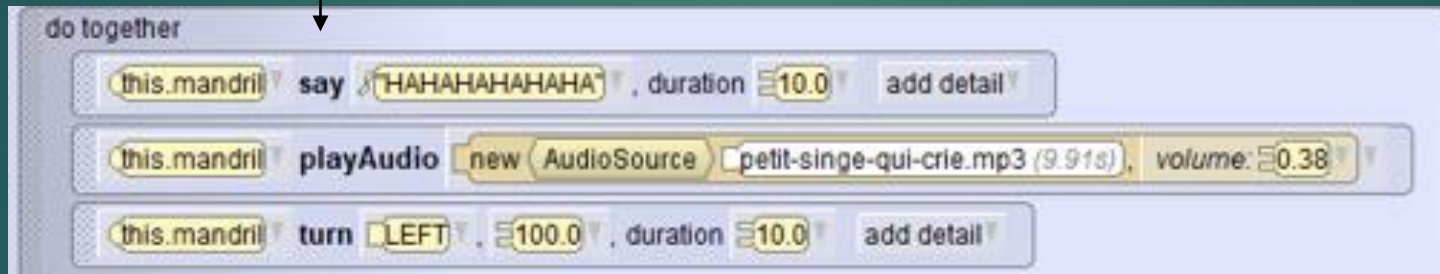 do together
this.mandril say "HAHAHAHAHAHA" , duration 10.0 add detail
this.mandril playAudio new AudioSource petit-singe-qui-crie.mp3 (9.91s), volume: 0.38
this.mandril turn LEFT , 100.0 , duration 10.0 add detail